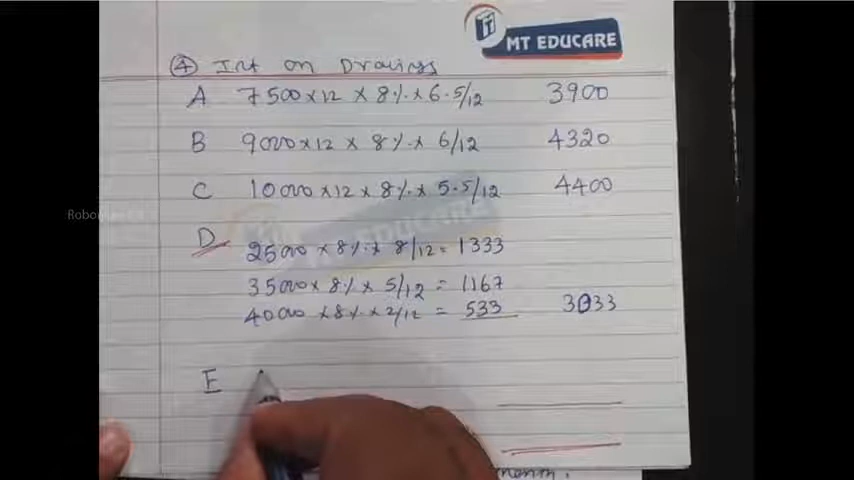 MT EDUCARE
④ Int on Drawings
A 7500×12 × 8% × 6.5/12 3900
B 9000×12 × 8% × 6/12 4320
C 10000×12 × 8% × 5.5/12 4400
D
25000 × 8% × 8/12 = 1333
35000 × 8% × 5/12 = 1167
40000 × 8% × 2/12 = 533 3033
E
month.